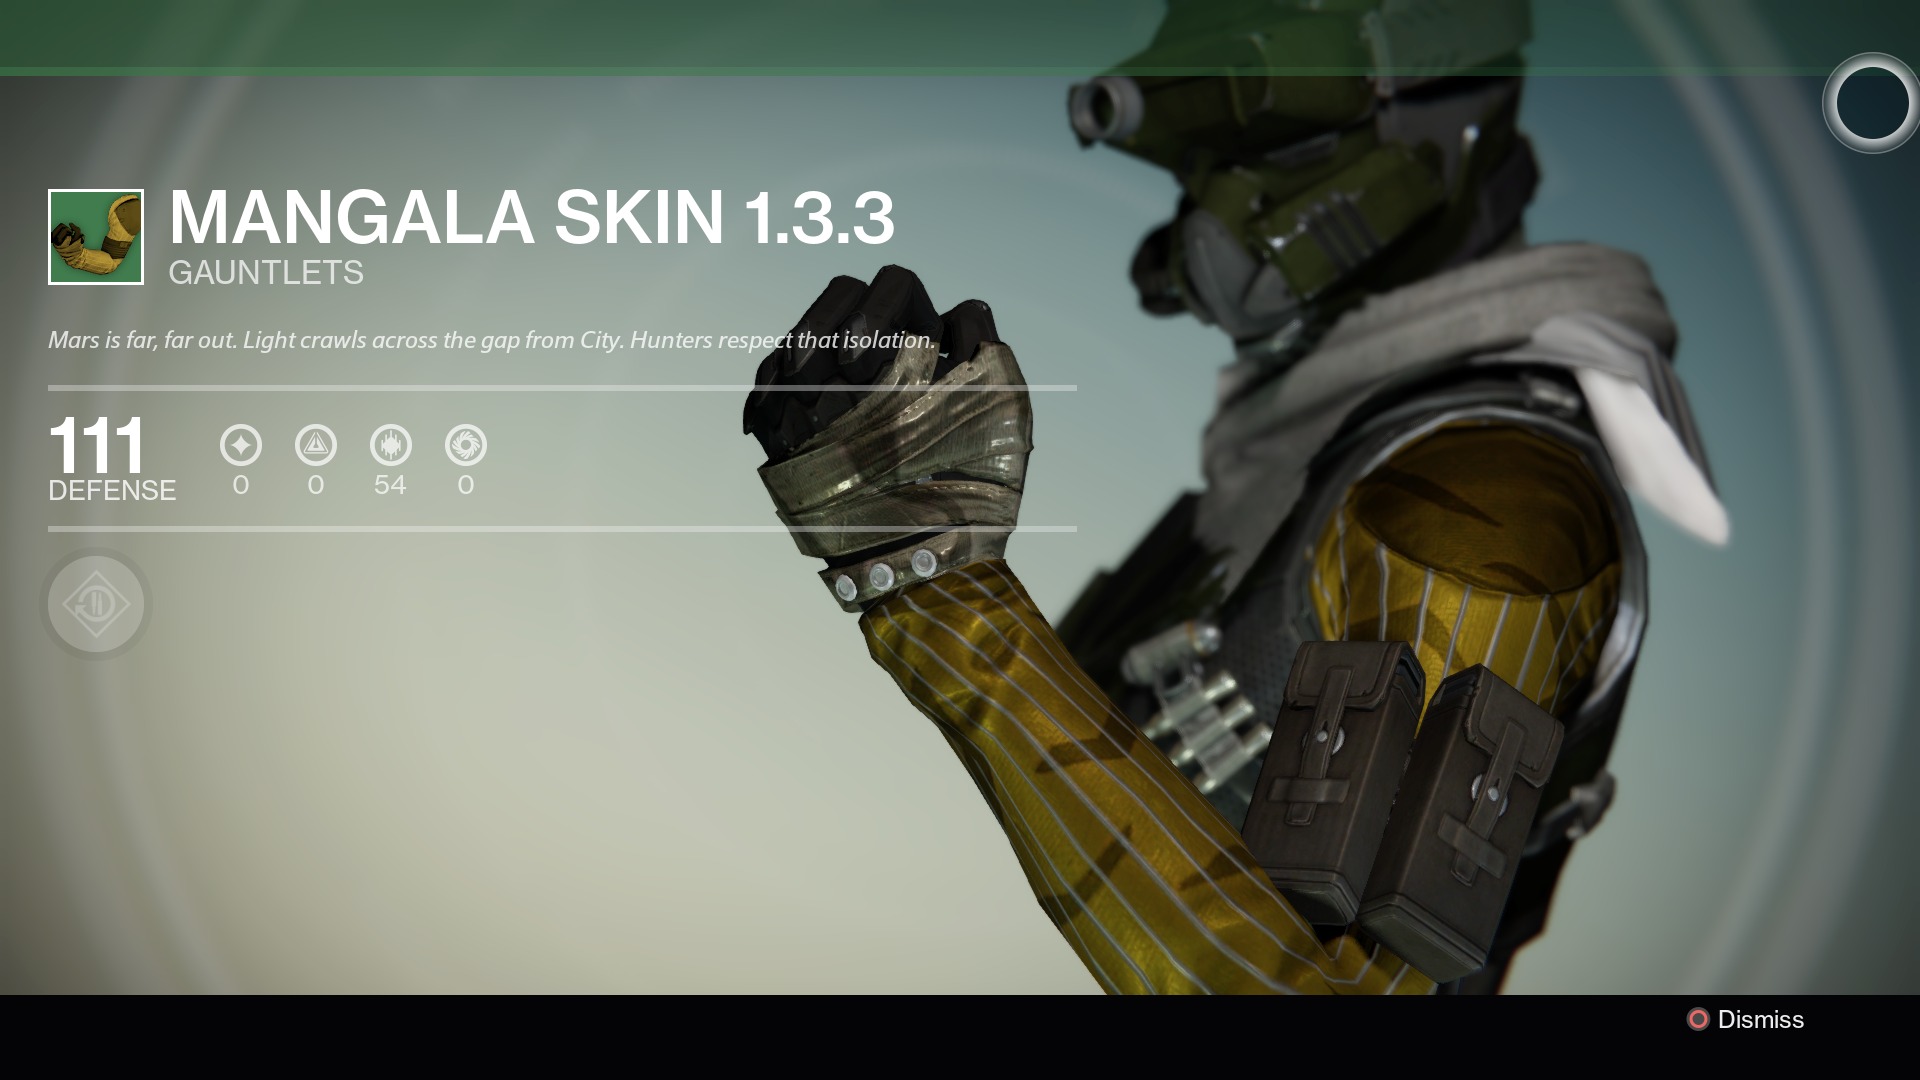 MANGALA SKIN 1.3.3
GAUNTLETS
Mars is far, far out. Light crawls across the gap from City. Hunters respect that isolation.
111
DEFENSE
0 0 54 0
Dismiss